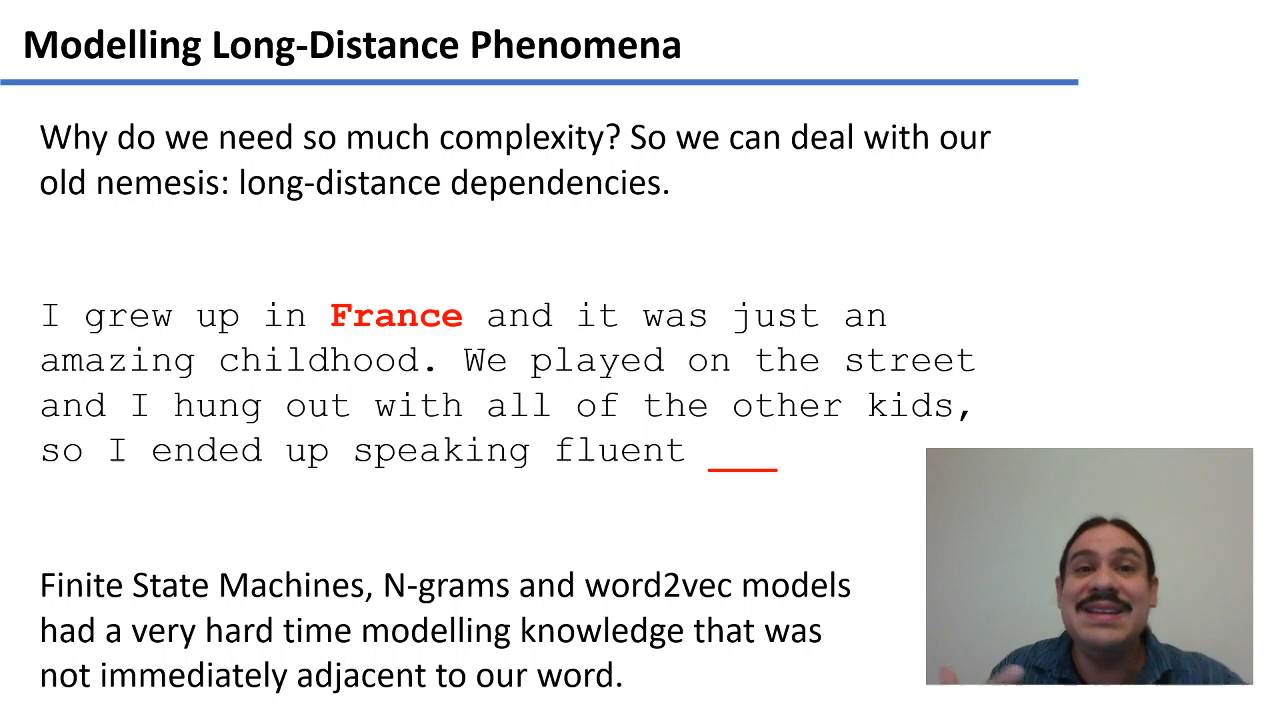 Modelling Long-Distance Phenomena
Why do we need so much complexity? So we can deal with our
old nemesis: long-distance dependencies.
I grew up in France and it was just an
amazing childhood. We played on the street
and I hung out with all of the other kids,
so I ended up speaking fluent ___
Finite State Machines, N-grams and word2vec models
had a very hard time modelling knowledge that was
not immediately adjacent to our word.